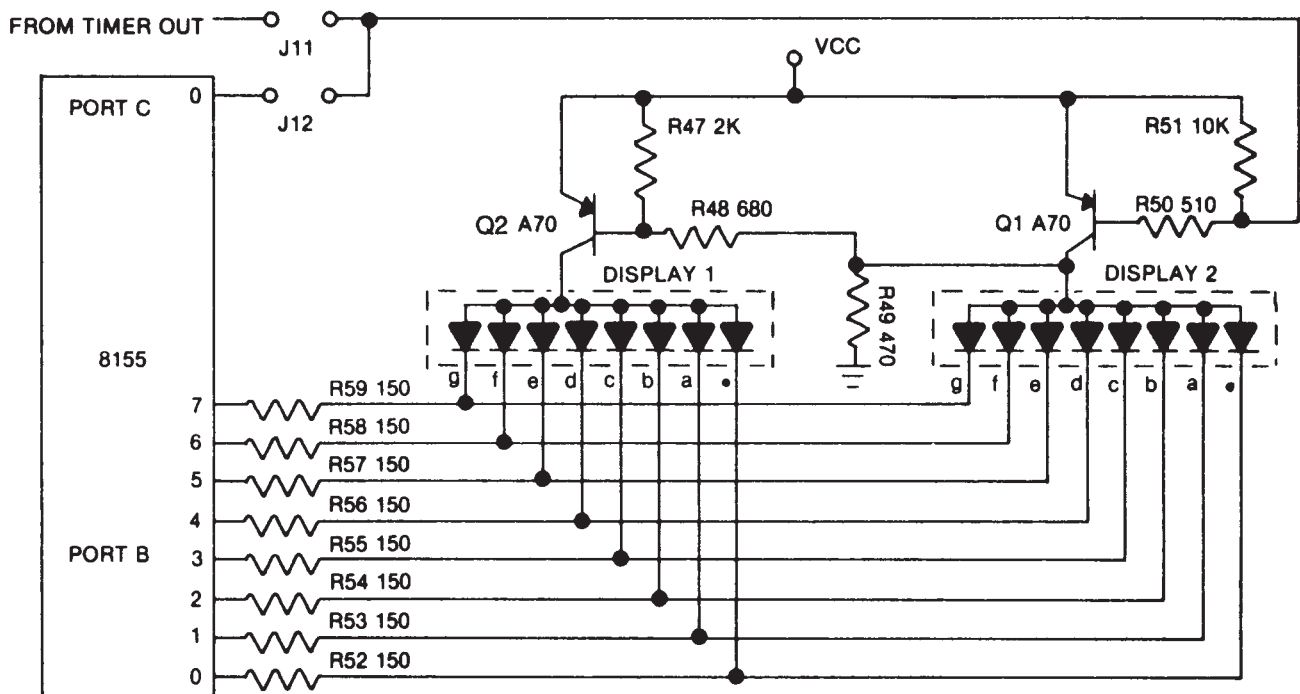 FROM TIMER OUT
J11
VCC
PORT C 0
J12
R47 2K
R51 10K
Q2 A70
R48 680
Q1 A70
R50 510
DISPLAY 1
R49 470
DISPLAY 2
8155
g f e d c b a •
g f e d c b a •
7 R59 150
6 R58 150
5 R57 150
4 R56 150
PORT B 3 R55 150
2 R54 150
1 R53 150
0 R52 150